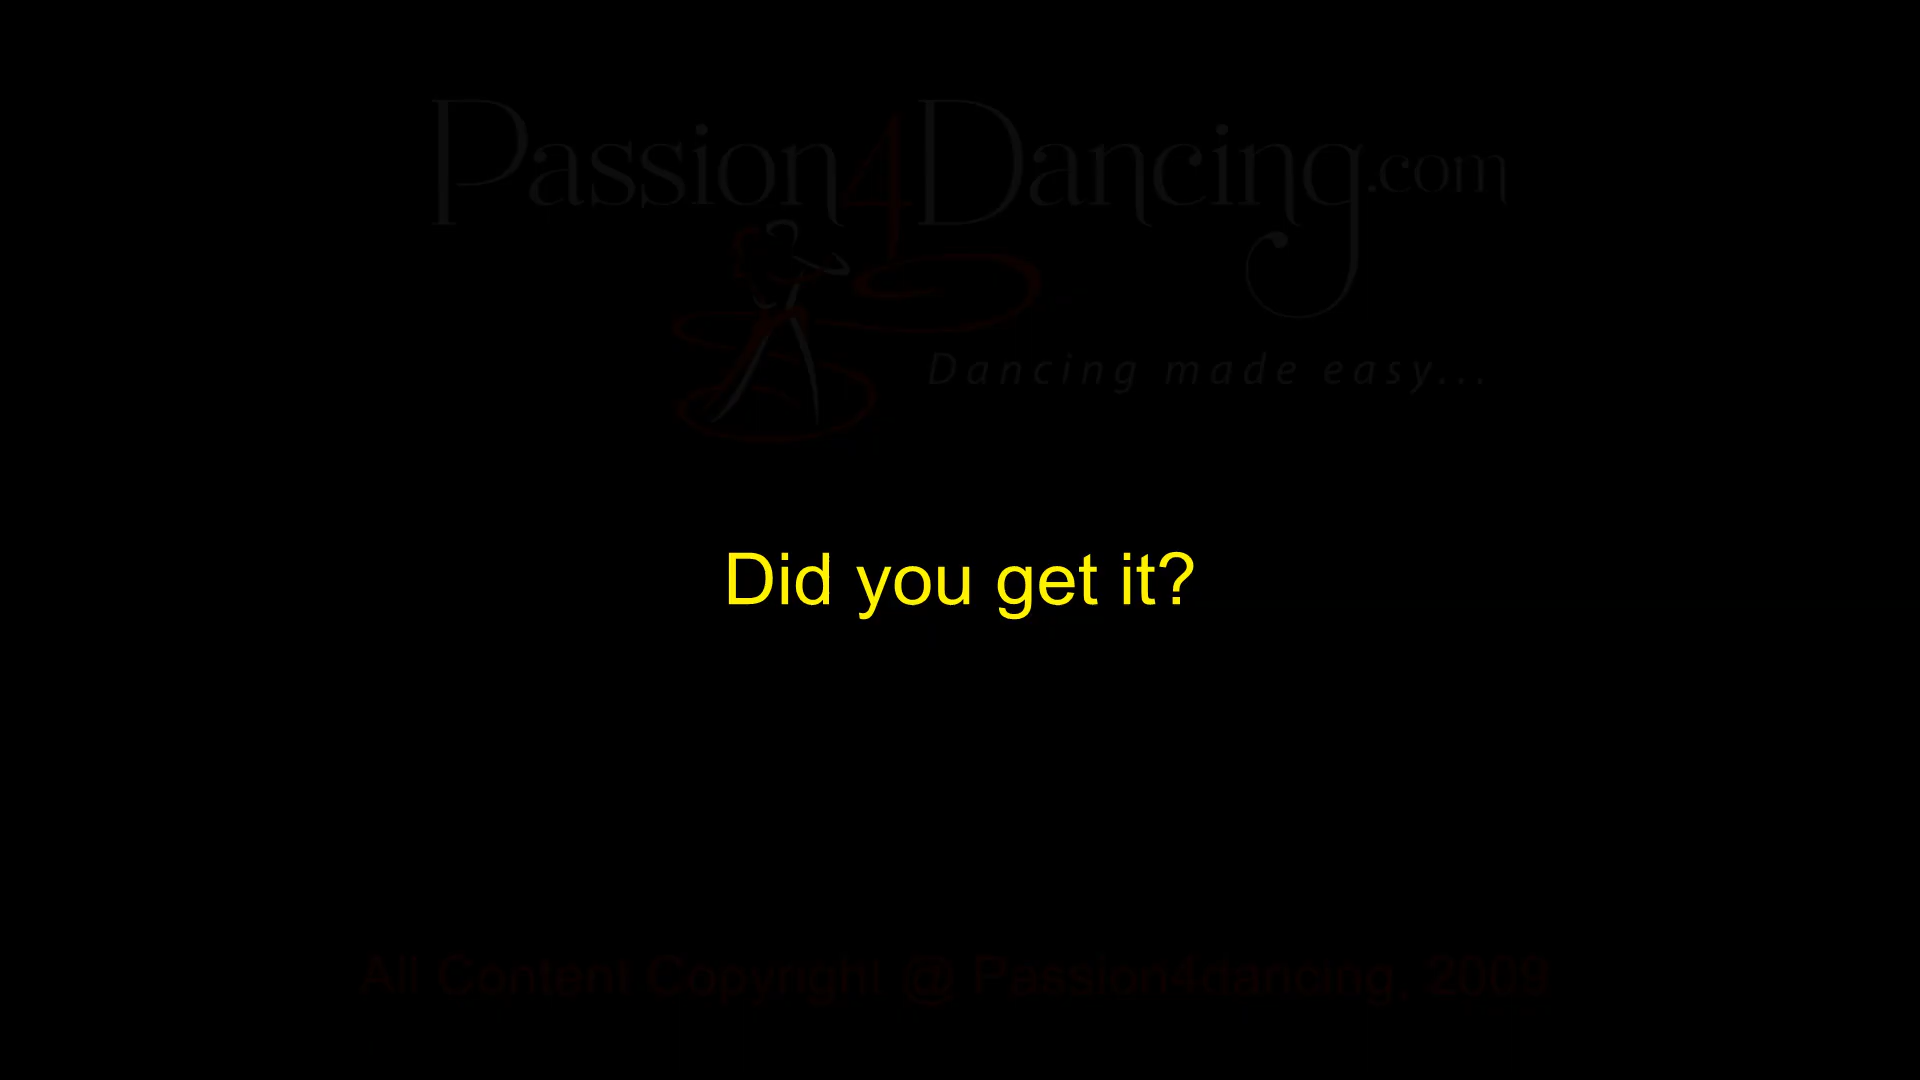 Passion4Dancing.com
Dancing made easy...
Did you get it?
All Content Copyright @ Passion4dancing, 2009